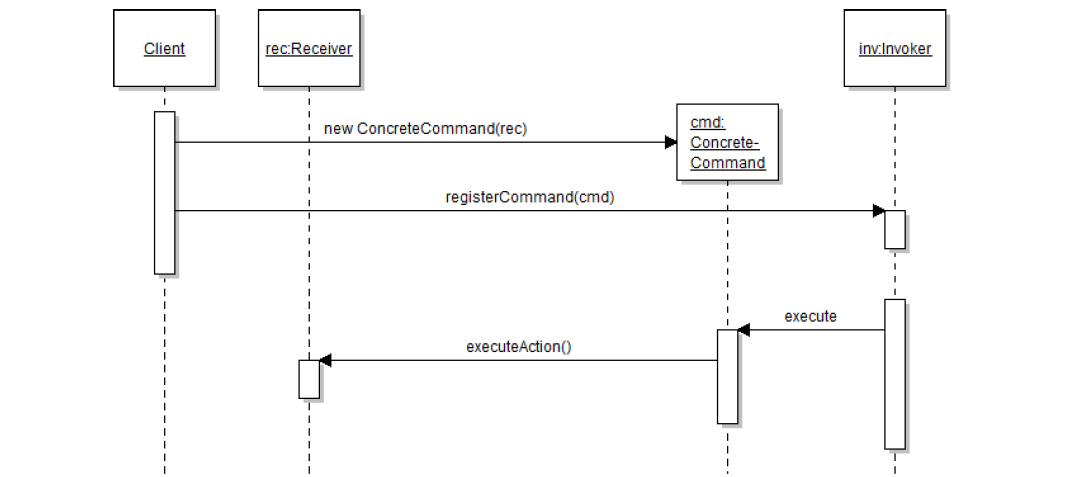 Client
rec:Receiver
inv:Invoker
cmd:
Concrete-
Command
new ConcreteCommand(rec)
registerCommand(cmd)
execute
executeAction()